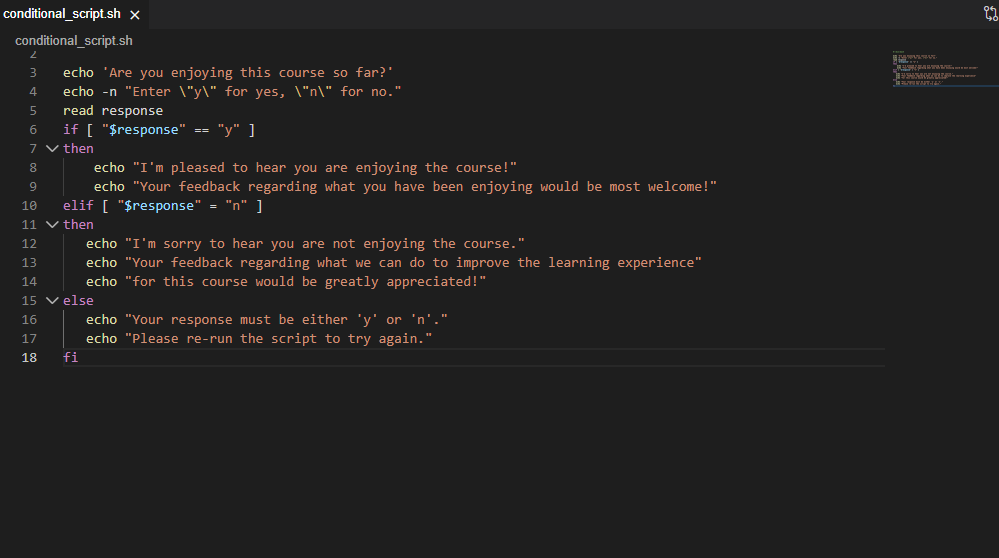 conditional_script.sh
conditional_script.sh
2
3 echo 'Are you enjoying this course so far?'
4 echo -n "Enter \"y\" for yes, \"n\" for no."
5 read response
6 if [ "$response" == "y" ]
7 then
8 echo "I'm pleased to hear you are enjoying the course!"
9 echo "Your feedback regarding what you have been enjoying would be most welcome!"
10 elif [ "$response" = "n" ]
11 then
12 echo "I'm sorry to hear you are not enjoying the course."
13 echo "Your feedback regarding what we can do to improve the learning experience"
14 echo "for this course would be greatly appreciated!"
15 else
16 echo "Your response must be either 'y' or 'n'."
17 echo "Please re-run the script to try again."
18 fi